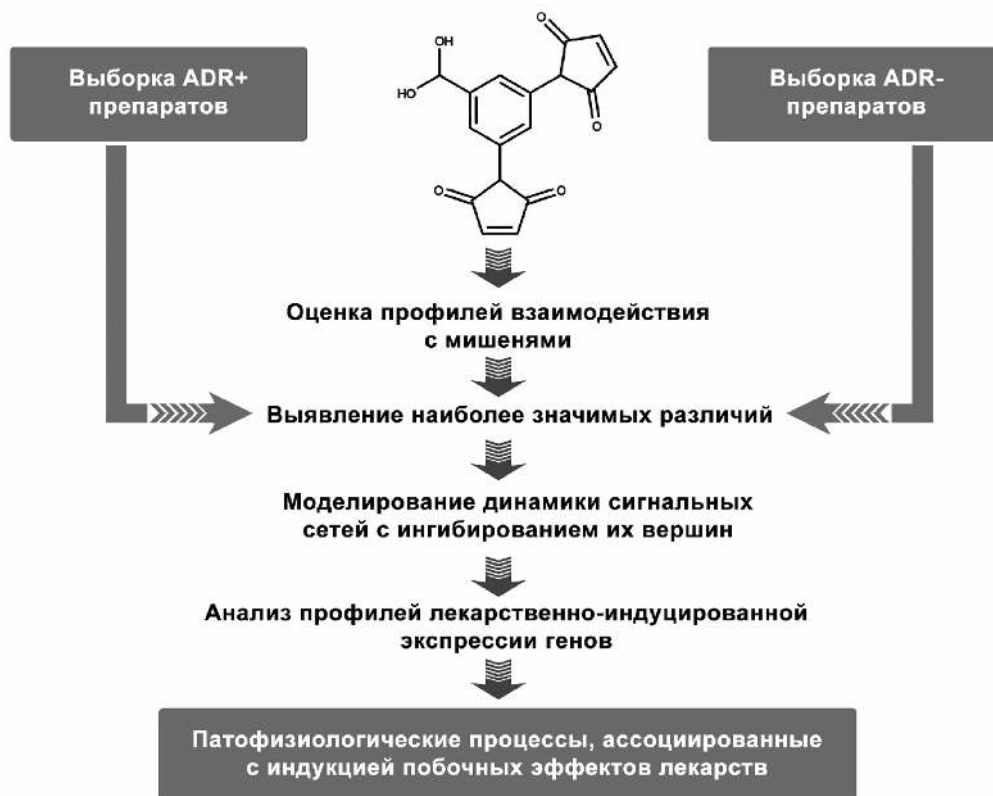 Выборка ADR+
препаратов
OH
HO
O
O
O
O
Выборка ADR-
препаратов
Оценка профилей взаимодействия
с мишенями
Выявление наиболее значимых различий
Моделирование динамики сигнальных
сетей с ингибированием их вершин
Анализ профилей лекарственно-индуцированной
экспрессии генов
Патофизиологические процессы, ассоциированные
с индукцией побочных эффектов лекарств